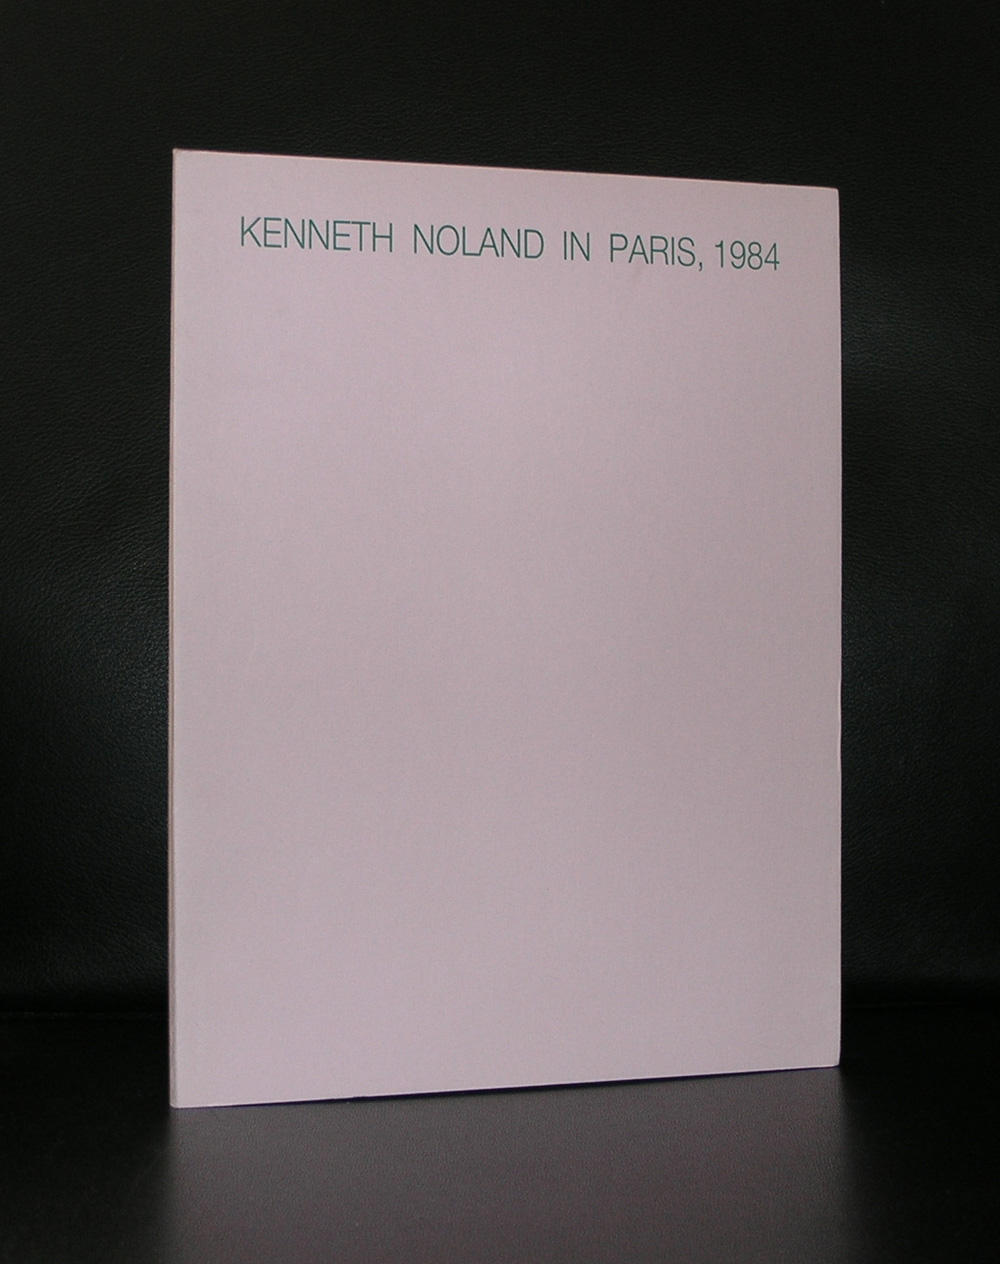 KENNETH NOLAND IN PARIS, 1984